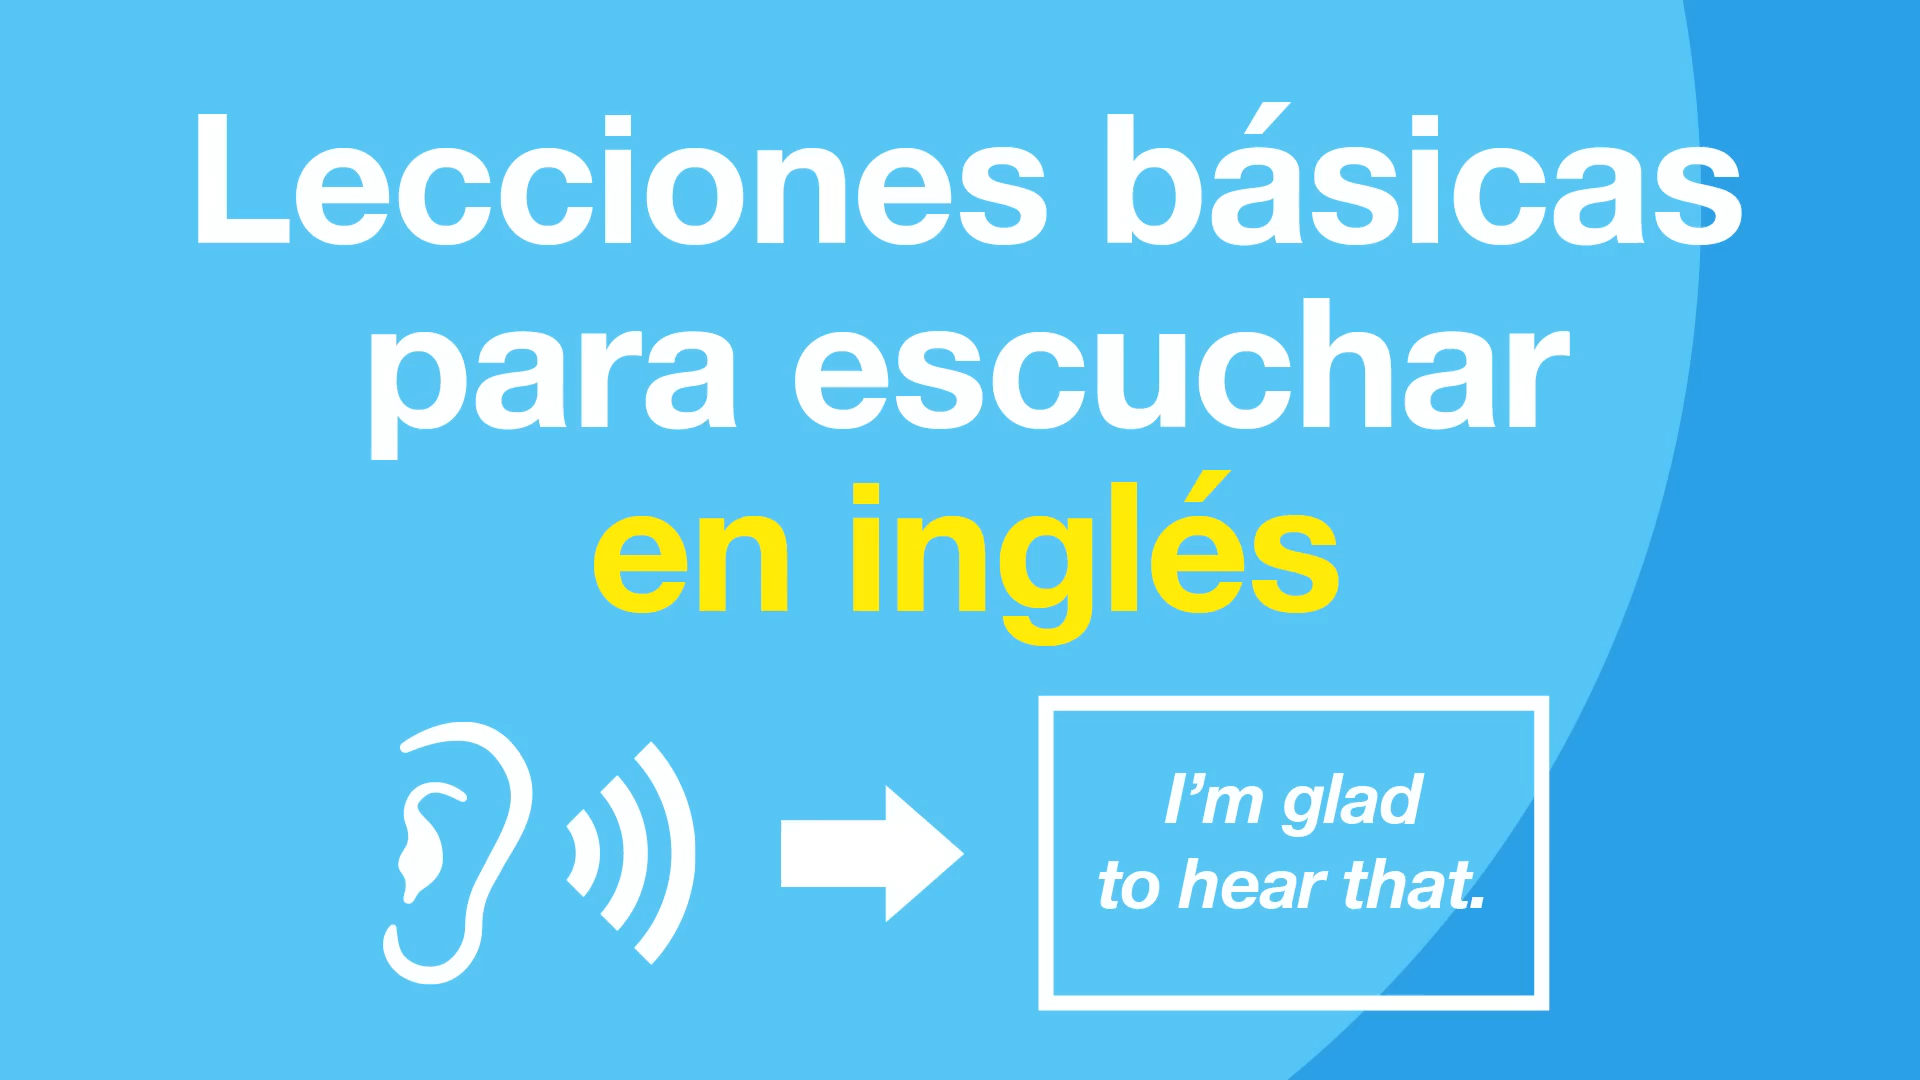 Lecciones básicas
para escuchar
en inglés
I’m glad
to hear that.